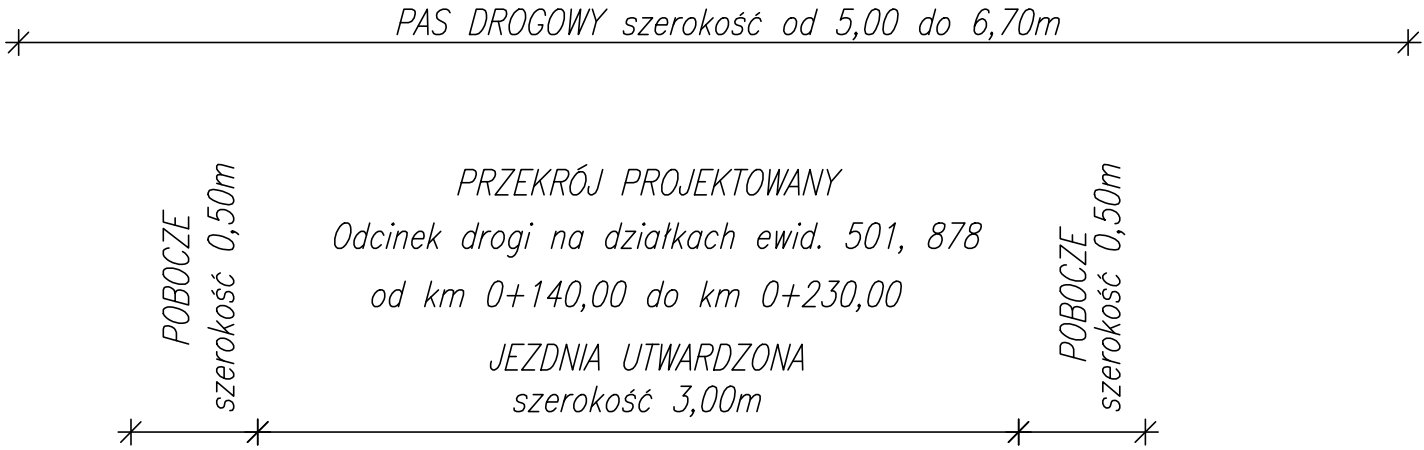 PAS DROGOWY szerokość od 5,00 do 6,70m
POBOCZE
szerokość 0,50m
PRZEKRÓJ PROJEKTOWANY
Odcinek drogi na działkach ewid. 501, 878
od km 0+140,00 do km 0+230,00
JEZDNIA UTWARDZONA
szerokość 3,00m
POBOCZE
szerokość 0,50m